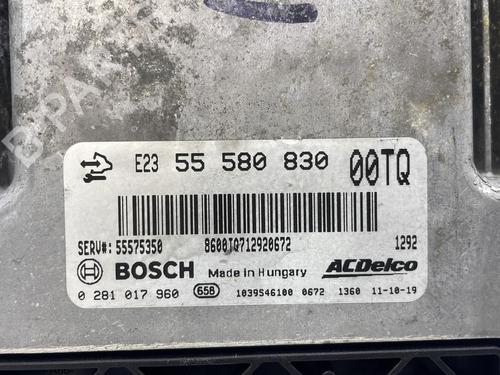 E23 55 580 830 00TQ
SERV#: 55575350 8600TQ712920672 1292
BOSCH Made in Hungary ACDelco
0 281 017 960 65B 1039S46100 0672 1360 11-10-19